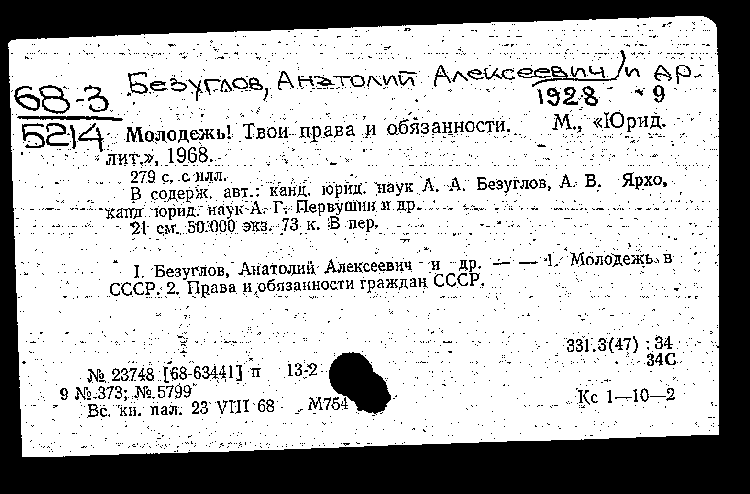 Безуглов, Анатолий Алексеевич и др.
68-3 1928 - 9
5214 Молодежь! Твои права и обязанности. М., «Юрид.
лит.», 1968.
279 с. с илл.
В содерж. авт.: канд. юрид. наук А. А. Безуглов, А. В. Ярхо,
канд. юрид. наук А. Г. Первушин и др.
21 см. 50.000 экз. 73 к. В пер.
I. Безуглов, Анатолий Алексеевич и др. — — 1. Молодежь в
СССР. 2. Права и обязанности граждан СССР.
331.3(47) : 34
34С
№ 23748 [68-63441] п 13-2
9 № 373; № 5799
Вс. кн. пал. 23 VIII 68 М754
Кс 1—10—2